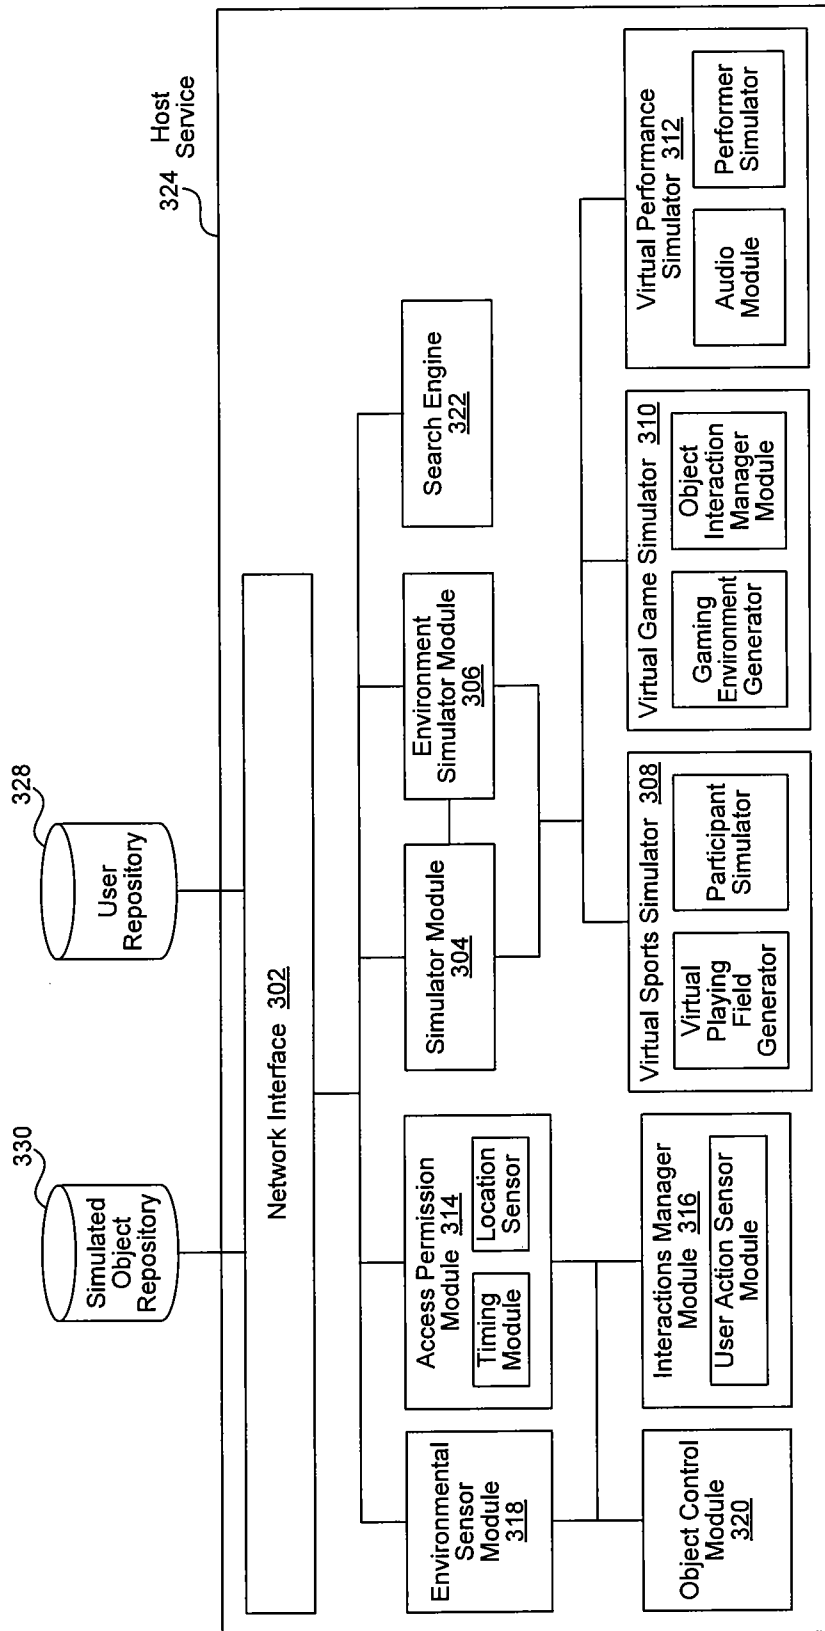 330
Simulated
Object
Repository
328
User
Repository
324
Host
Service
Network Interface 302
Environmental
Sensor
Module
318
Access Permission
Module 314
Timing
Module
Location
Sensor
Simulator Module
304
Environment
Simulator Module
306
Search Engine
322
Object Control
Module
320
Interactions Manager
Module 316
User Action Sensor
Module
Virtual Sports Simulator 308
Virtual
Playing
Field
Generator
Participant
Simulator
Virtual Game Simulator 310
Gaming
Environment
Generator
Object
Interaction
Manager
Module
Virtual Performance
Simulator 312
Audio
Module
Performer
Simulator